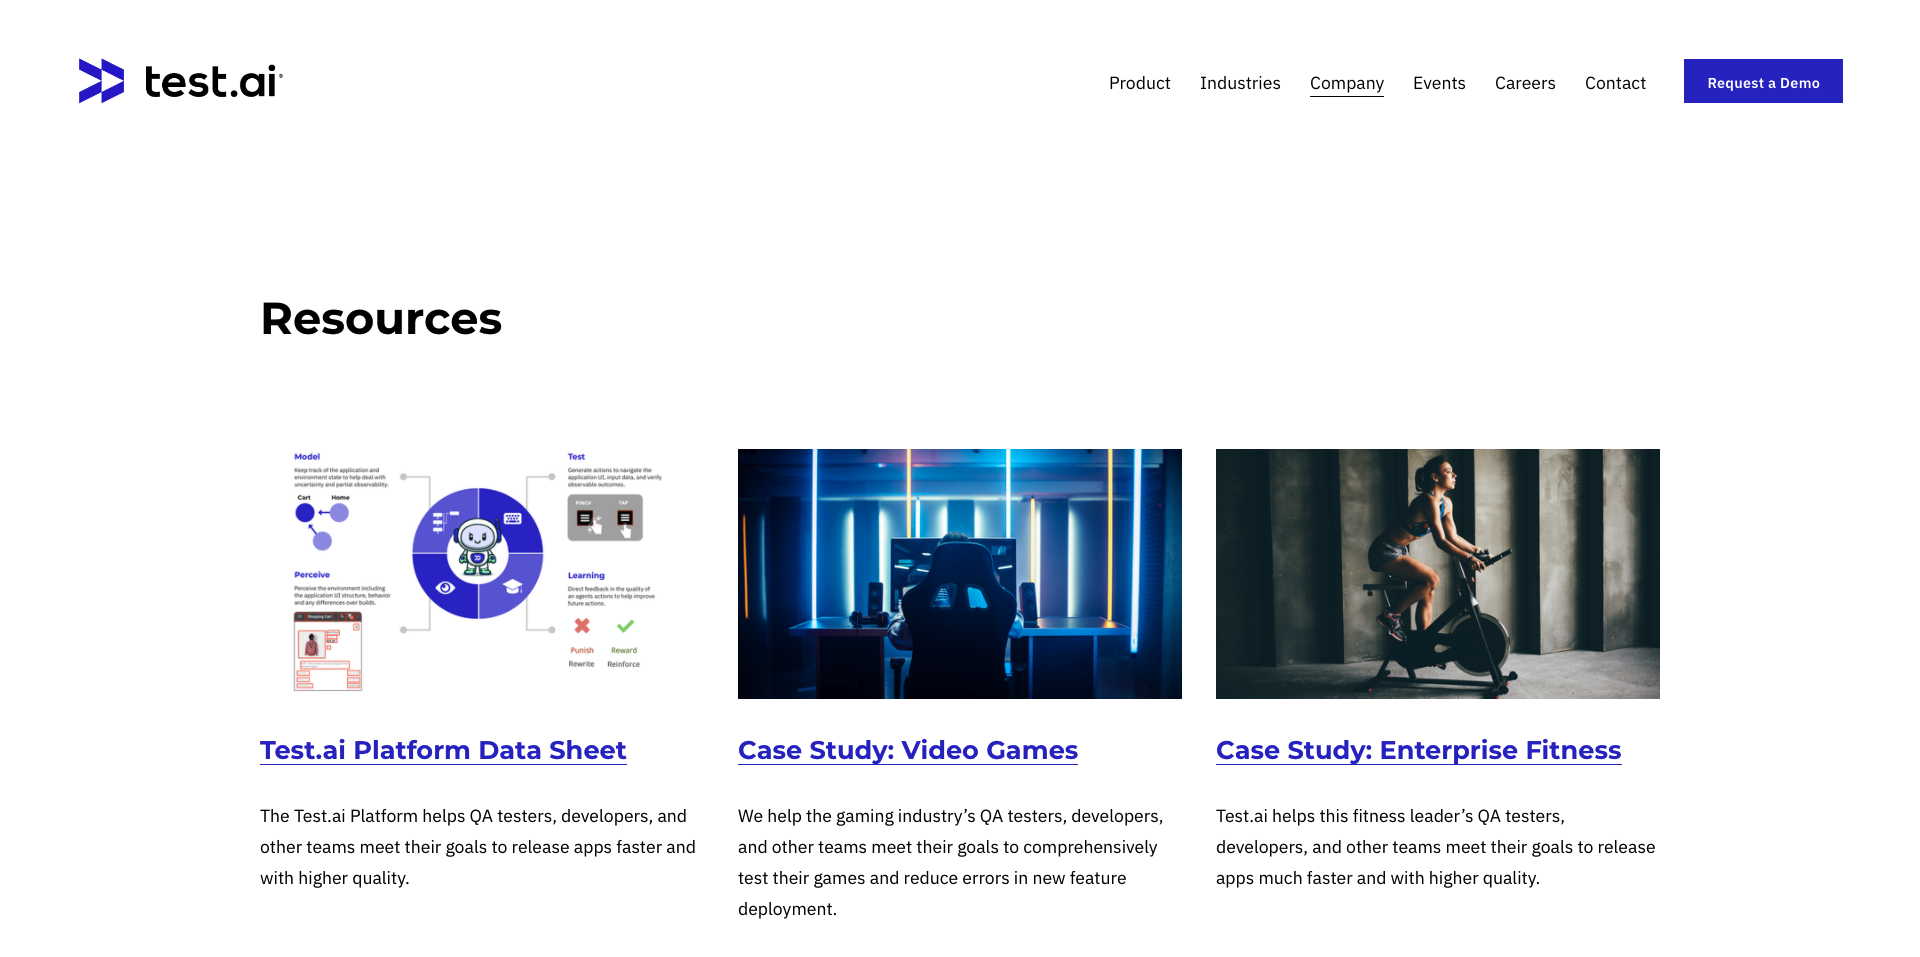 test.ai
Product Industries Company Events Careers Contact Request a Demo
Resources
Model
Keep track of the application and
environment state to help deal with
uncertainty and partial observability.
Cart Home
Perceive
Perceive the environment including
the application UI structure, behavior
and any differences over builds.
Shopping Cart
Test
Generate actions to navigate the
application UI, input data, and verify
observable outcomes.
PINCH TAP
Learning
Direct feedback in the quality of
an agents actions to help improve
future actions.
Punish Reward
Rewrite Reinforce
Test.ai Platform Data Sheet
The Test.ai Platform helps QA testers, developers, and
other teams meet their goals to release apps faster and
with higher quality.
Case Study: Video Games
We help the gaming industry’s QA testers, developers,
and other teams meet their goals to comprehensively
test their games and reduce errors in new feature
deployment.
Case Study: Enterprise Fitness
Test.ai helps this fitness leader’s QA testers,
developers, and other teams meet their goals to release
apps much faster and with higher quality.